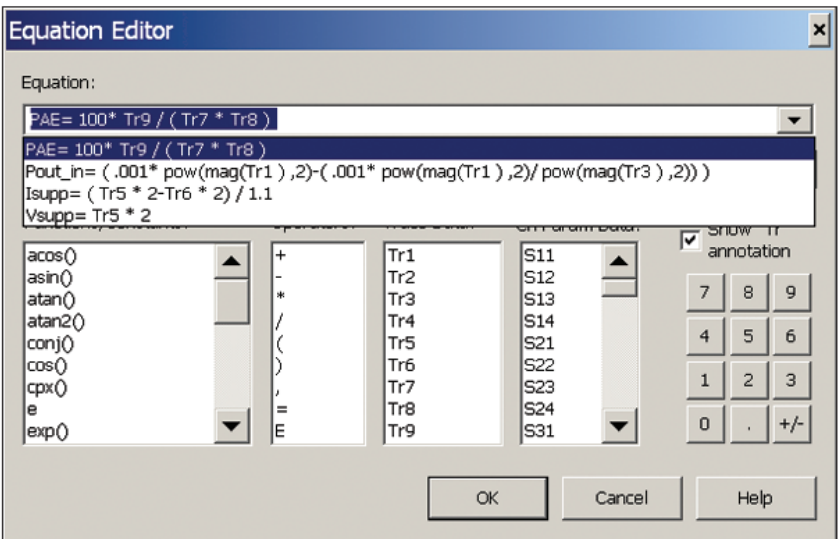 Equation Editor
Equation:
PAE= 100* Tr9 / ( Tr7 * Tr8 )
PAE= 100* Tr9 / ( Tr7 * Tr8 )
Pout_in= ( .001* pow(mag(Tr1 ) ,2)-( .001* pow(mag(Tr1 ) ,2)/ pow(mag(Tr3 ) ,2)) )
Isupp= ( Tr5 * 2-Tr6 * 2) / 1.1
Vsupp= Tr5 * 2
Show "Tr"
annotation
acos()
asin()
atan()
atan2()
conj()
cos()
cpx()
e
exp()
+
-
*
/
(
)
,
=
E
Tr1
Tr2
Tr3
Tr4
Tr5
Tr6
Tr7
Tr8
Tr9
S11
S12
S13
S14
S21
S22
S23
S24
S31
7 8 9
4 5 6
1 2 3
0 . +/-
OK Cancel Help